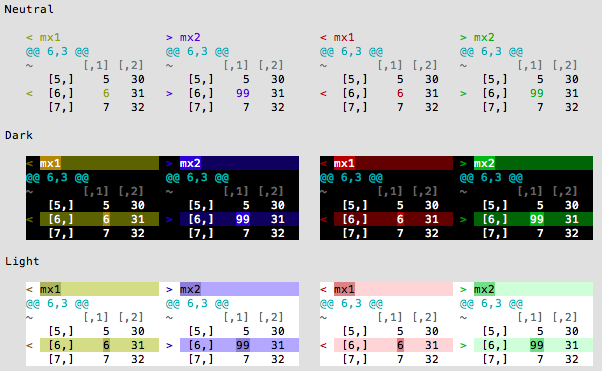 Neutral
< mx1 > mx2 < mx1 > mx2
@@ 6,3 @@ @@ 6,3 @@ @@ 6,3 @@ @@ 6,3 @@
~ [,1] [,2] [,1] [,2] ~ [,1] [,2] [,1] [,2]
[5,] 5 30 [5,] 5 30 [5,] 5 30 [5,] 5 30
< [6,] 6 31 > [6,] 99 31 < [6,] 6 31 > [6,] 99 31
[7,] 7 32 [7,] 7 32 [7,] 7 32 [7,] 7 32
Dark
< mx1 > mx2 < mx1 > mx2
@@ 6,3 @@ @@ 6,3 @@ @@ 6,3 @@ @@ 6,3 @@
~ [,1] [,2] [,1] [,2] ~ [,1] [,2] [,1] [,2]
[5,] 5 30 [5,] 5 30 [5,] 5 30 [5,] 5 30
< [6,] 6 31 > [6,] 99 31 < [6,] 6 31 > [6,] 99 31
[7,] 7 32 [7,] 7 32 [7,] 7 32 [7,] 7 32
Light
< mx1 > mx2 < mx1 > mx2
@@ 6,3 @@ @@ 6,3 @@ @@ 6,3 @@ @@ 6,3 @@
~ [,1] [,2] [,1] [,2] ~ [,1] [,2] [,1] [,2]
[5,] 5 30 [5,] 5 30 [5,] 5 30 [5,] 5 30
< [6,] 6 31 > [6,] 99 31 < [6,] 6 31 > [6,] 99 31
[7,] 7 32 [7,] 7 32 [7,] 7 32 [7,] 7 32